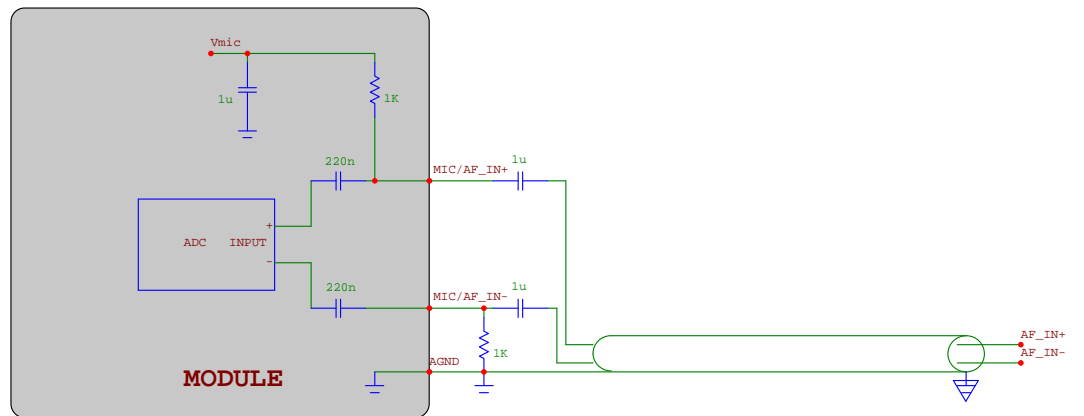 Vmic
1u
1K
220n
MIC/AF_IN+
1u
+
ADC INPUT
-
220n
MIC/AF_IN-
1u
1K
AGND
AF_IN+
AF_IN-
MODULE